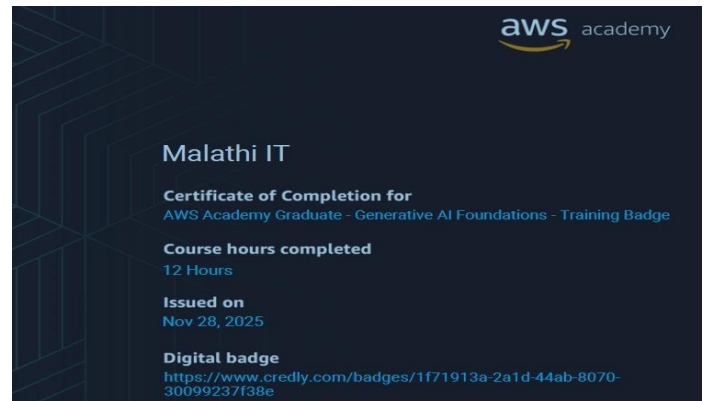 aws academy
Malathi IT
Certificate of Completion for
AWS Academy Graduate - Generative AI Foundations - Training Badge
Course hours completed
12 Hours
Issued on
Nov 28, 2025
Digital badge
https://www.credly.com/badges/1f71913a-2a1d-44ab-8070-
30099237f38e